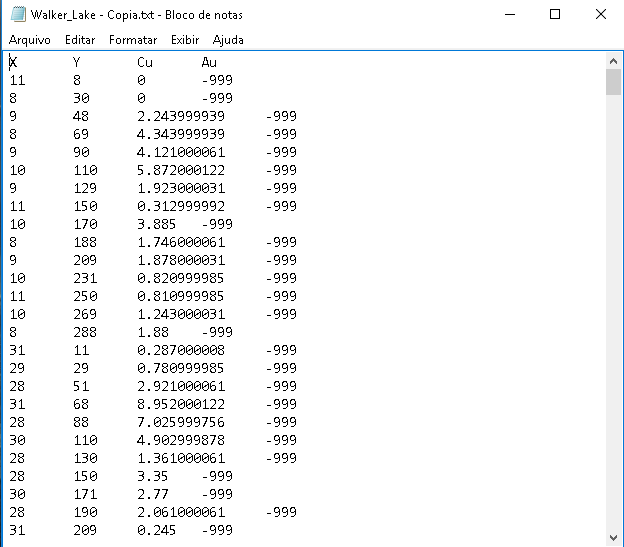 Walker_Lake - Copia.txt - Bloco de notas
Arquivo Editar Formatar Exibir Ajuda
X Y Cu Au
11 8 0 -999
8 30 0 -999
9 48 2.243999939 -999
8 69 4.343999939 -999
9 90 4.121000061 -999
10 110 5.872000122 -999
9 129 1.923000031 -999
11 150 0.312999992 -999
10 170 3.885 -999
8 188 1.746000061 -999
9 209 1.878000031 -999
10 231 0.820999985 -999
11 250 0.810999985 -999
10 269 1.243000031 -999
8 288 1.88 -999
31 11 0.287000008 -999
29 29 0.780999985 -999
28 51 2.921000061 -999
31 68 8.952000122 -999
28 88 7.025999756 -999
30 110 4.902999878 -999
28 130 1.361000061 -999
28 150 3.35 -999
30 171 2.77 -999
28 190 2.061000061 -999
31 209 0.245 -999